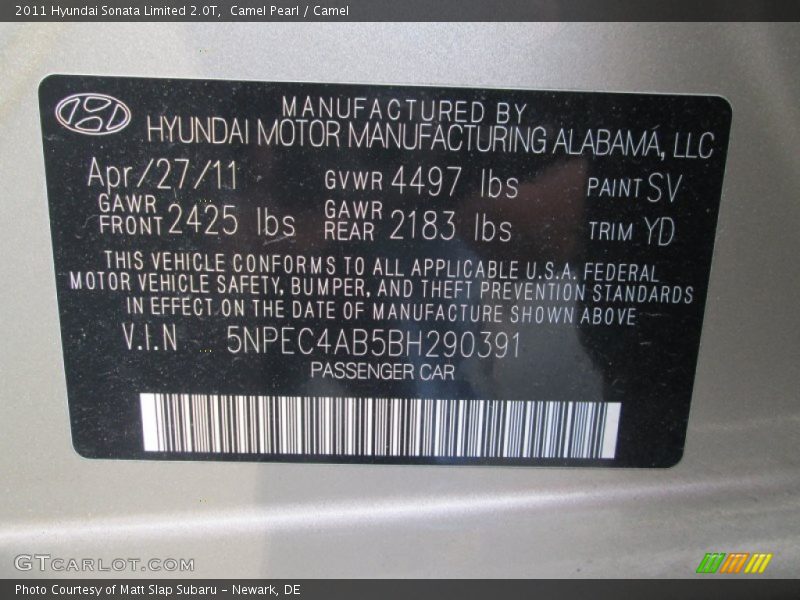 2011 Hyundai Sonata Limited 2.0T,  Camel Pearl / Camel
MANUFACTURED BY
HYUNDAI MOTOR MANUFACTURING ALABAMA, LLC
Apr/27/11 GVWR 4497 lbs PAINT SV
GAWR FRONT 2425 lbs GAWR REAR 2183 lbs TRIM YD
THIS VEHICLE CONFORMS TO ALL APPLICABLE U.S.A. FEDERAL
MOTOR VEHICLE SAFETY, BUMPER, AND THEFT PREVENTION STANDARDS
IN EFFECT ON THE DATE OF MANUFACTURE SHOWN ABOVE
V.I.N 5NPEC4AB5BH290391
PASSENGER CAR
GTCARLOT.COM
Photo Courtesy of Matt Slap Subaru - Newark, DE